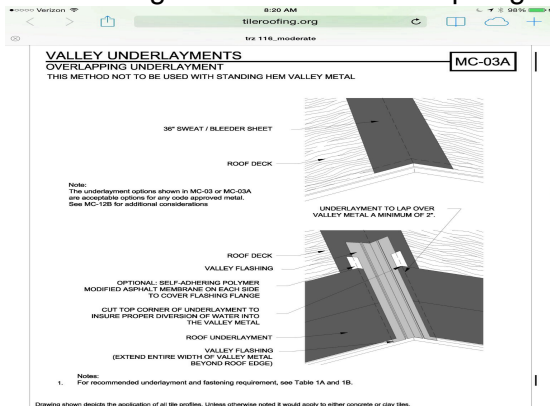 Verizon
8:20 AM
98%
tileroofing.org
trz 116_moderate
VALLEY UNDERLAYMENTS
OVERLAPPING UNDERLAYMENT
THIS METHOD NOT TO BE USED WITH STANDING HEM VALLEY METAL
MC-03A
36" SWEAT / BLEEDER SHEET
ROOF DECK
Note:
The underlayment options shown in MC-03 or MC-03A
are acceptable options for any code approved metal.
See MC-12B for additional considerations
UNDERLAYMENT TO LAP OVER
VALLEY METAL A MINIMUM OF 2".
ROOF DECK
VALLEY FLASHING
OPTIONAL: SELF-ADHERING POLYMER
MODIFIED ASPHALT MEMBRANE ON EACH SIDE
TO COVER FLASHING FLANGE
CUT TOP CORNER OF UNDERLAYMENT TO
INSURE PROPER DIVERSION OF WATER INTO
THE VALLEY METAL
ROOF UNDERLAYMENT
VALLEY FLASHING
(EXTEND ENTIRE WIDTH OF VALLEY METAL
BEYOND ROOF EDGE)
Notes:
1. For recommended underlayment and fastening requirement, see Table 1A and 1B.
Drawing shown depicts the application of all tile profiles. Unless otherwise noted it would apply to either concrete or clay tiles.